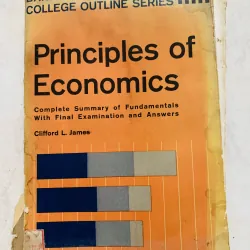 COLLEGE OUTLINE SERIES
Principles of
Economics
Complete Summary of Fundamentals
With Final Examination and Answers
Clifford L. James